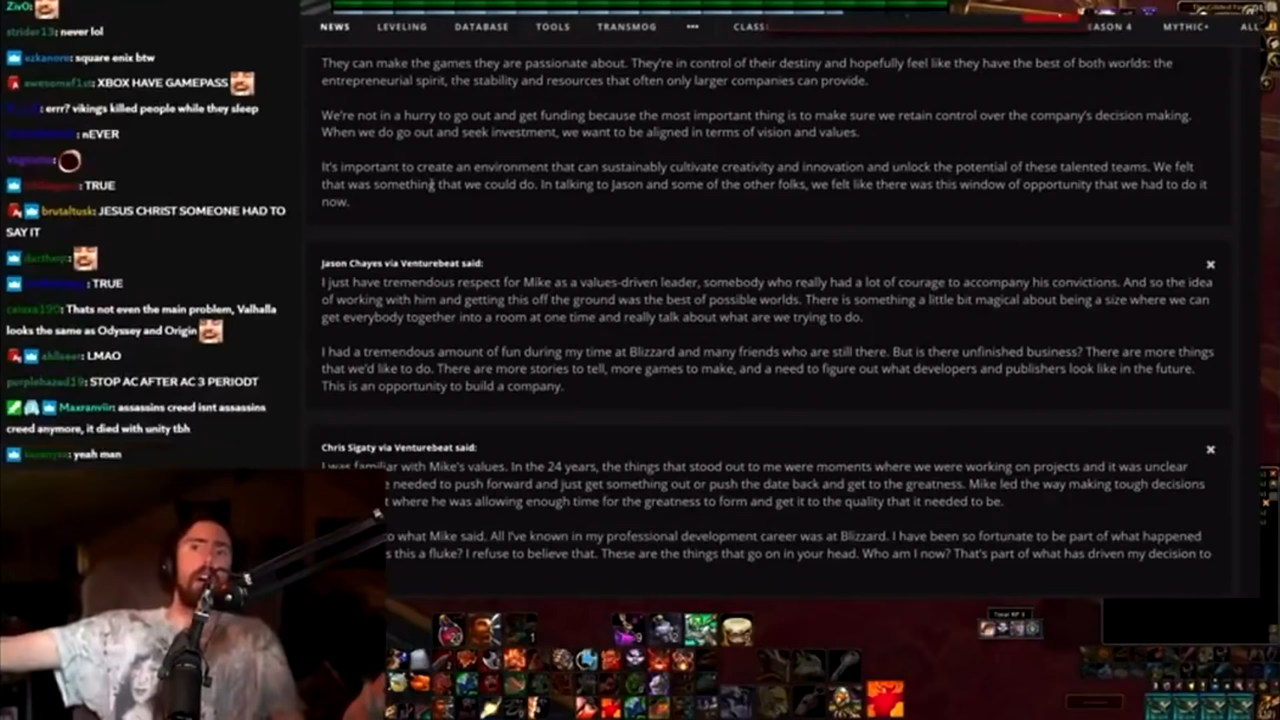 ZivO:
strider13: never lol
ezkanore: square enix btw
awesomef1st: XBOX HAVE GAMEPASS
errr? vikings killed people while they sleep
: nEVER
: TRUE
brutaltusk: JESUS CHRIST SOMEONE HAD TO
SAY IT
: TRUE
Thats not even the main problem, Valhalla
looks the same as Odyssey and Origin
: LMAO
purplehazed19: STOP AC AFTER AC 3 PERIODT
Maxranviir: assassins creed isnt assassins
creed anymore, it died with unity tbh
: yeah man
NEWS LEVELING DATABASE TOOLS TRANSMOG ••• CLASS EASON 4 MYTHIC+ ALL
They can make the games they are passionate about. They're in control of their destiny and hopefully feel like they have the best of both worlds: the
entrepreneurial spirit, the stability and resources that often only larger companies can provide.
We're not in a hurry to go out and get funding because the most important thing is to make sure we retain control over the company's decision making.
When we do go out and seek investment, we want to be aligned in terms of vision and values.
It's important to create an environment that can sustainably cultivate creativity and innovation and unlock the potential of these talented teams. We felt
that was something that we could do. In talking to Jason and some of the other folks, we felt like there was this window of opportunity that we had to do it
now.
Jason Chayes via Venturebeat said:
I just have tremendous respect for Mike as a values-driven leader, somebody who really had a lot of courage to accompany his convictions. And so the idea
of working with him and getting this off the ground was the best of possible worlds. There is something a little bit magical about being a size where we can
get everybody together into a room at one time and really talk about what are we trying to do.
I had a tremendous amount of fun during my time at Blizzard and many friends who are still there. But is there unfinished business? There are more things
that we'd like to do. There are more stories to tell, more games to make, and a need to figure out what developers and publishers look like in the future.
This is an opportunity to build a company.
Chris Sigaty via Venturebeat said:
I was familiar with Mike's values. In the 24 years, the things that stood out to me were moments where we were working on projects and it was unclear
needed to push forward and just get something out or push the date back and get to the greatness. Mike led the way making tough decisions
t where he was allowing enough time for the greatness to form and get it to the quality that it needed to be.
o what Mike said. All I've known in my professional development career was at Blizzard. I have been so fortunate to be part of what happened
s this a fluke? I refuse to believe that. These are the things that go on in your head. Who am I now? That's part of what has driven my decision to